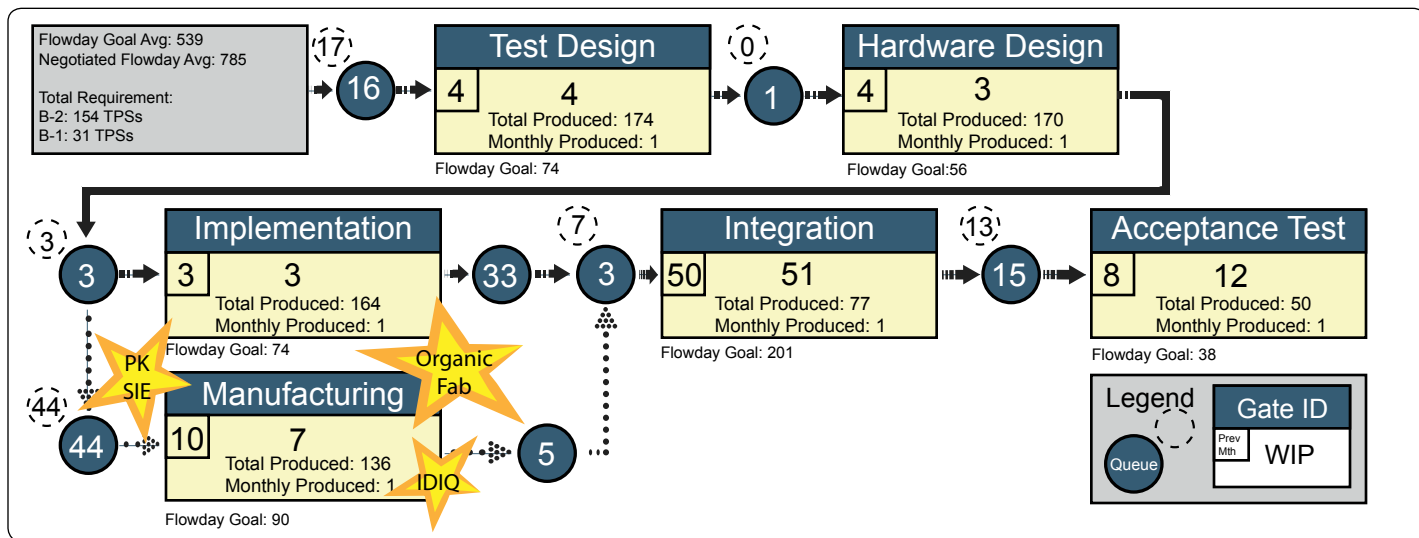 Flowday Goal Avg: 539
Negotiated Flowday Avg: 785
Total Requirement:
B-2: 154 TPSs
B-1: 31 TPSs
17
16
Test Design
4
4
Total Produced: 174
Monthly Produced: 1
Flowday Goal: 74
0
1
Hardware Design
4
3
Total Produced: 170
Monthly Produced: 1
Flowday Goal:56
3
3
Implementation
3
3
Total Produced: 164
Monthly Produced: 1
Flowday Goal: 74
33
7
3
Integration
50
51
Total Produced: 77
Monthly Produced: 1
Flowday Goal: 201
13
15
Acceptance Test
8
12
Total Produced: 50
Monthly Produced: 1
Flowday Goal: 38
PK
SIE
Organic
Fab
44
44
Manufacturing
10
7
Total Produced: 136
Monthly Produced: 1
Flowday Goal: 90
IDIQ
5
Legend
Queue
Gate ID
Prev
Mth
WIP